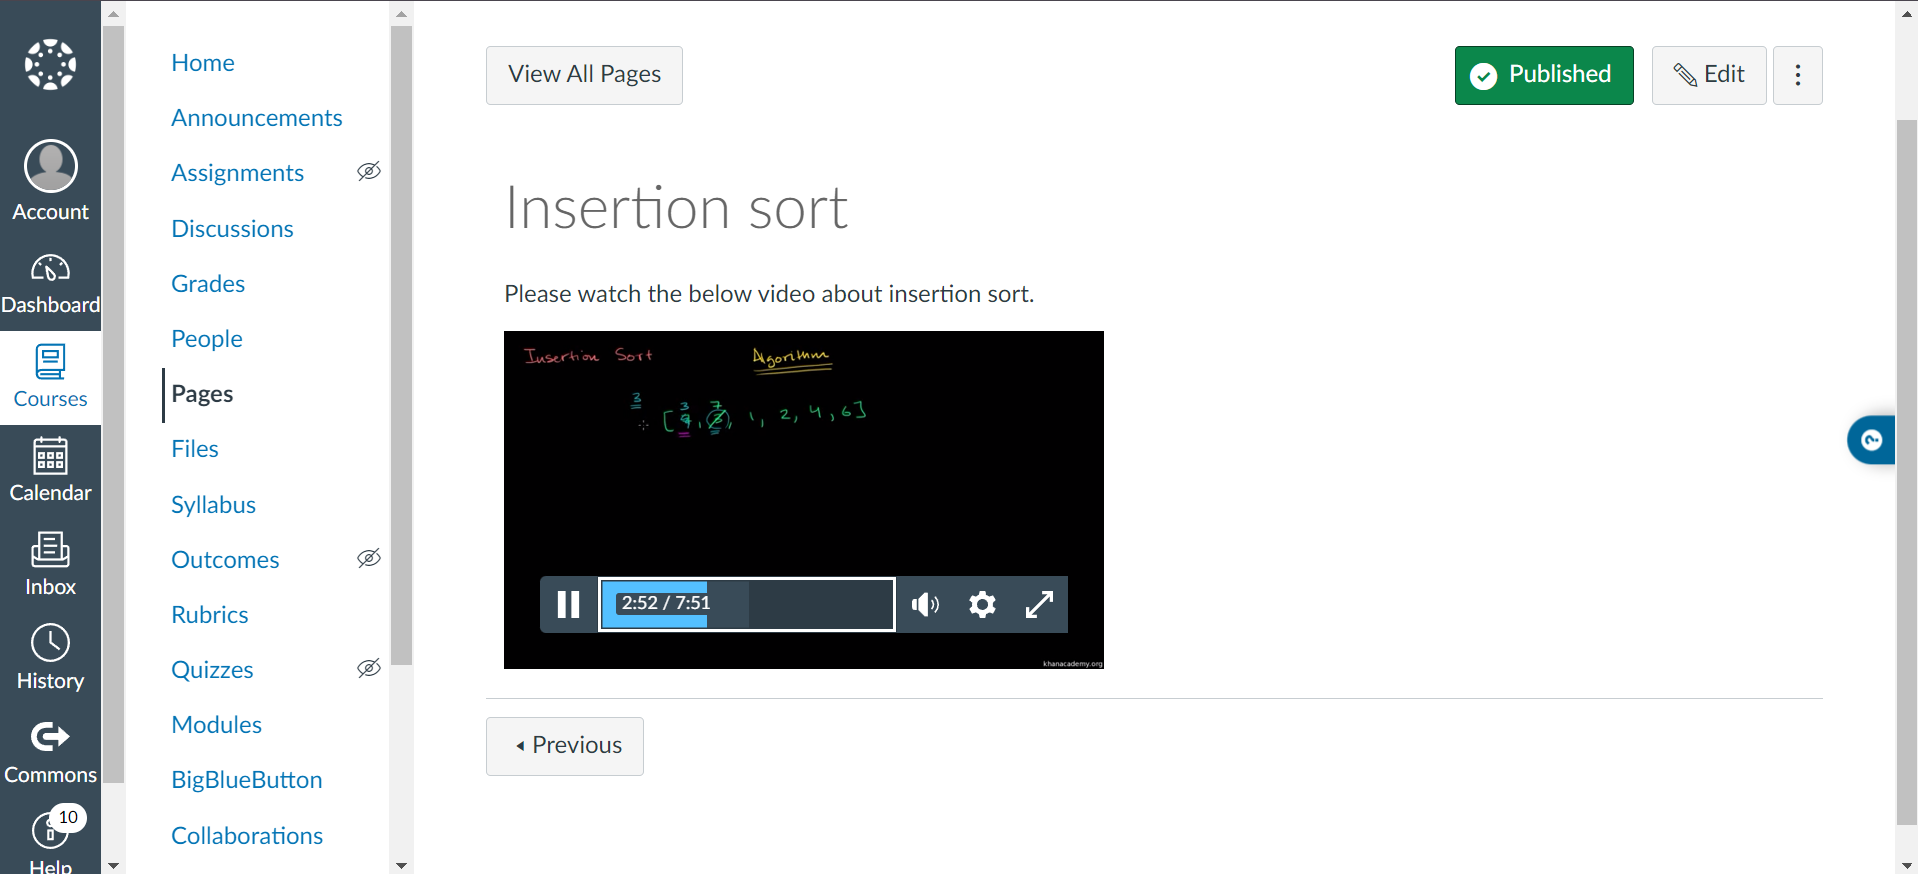 Account
Dashboard
Courses
Calendar
Inbox
History
Commons
10
Help
Home
Announcements
Assignments
Discussions
Grades
People
Pages
Files
Syllabus
Outcomes
Rubrics
Quizzes
Modules
BigBlueButton
Collaborations
View All Pages
Published
Edit
Insertion sort
Please watch the below video about insertion sort.
Insertion Sort
Algorithm
3
3 7
, 1, 2, 4, 6]
2:52 / 7:51
khanacademy.org
Previous